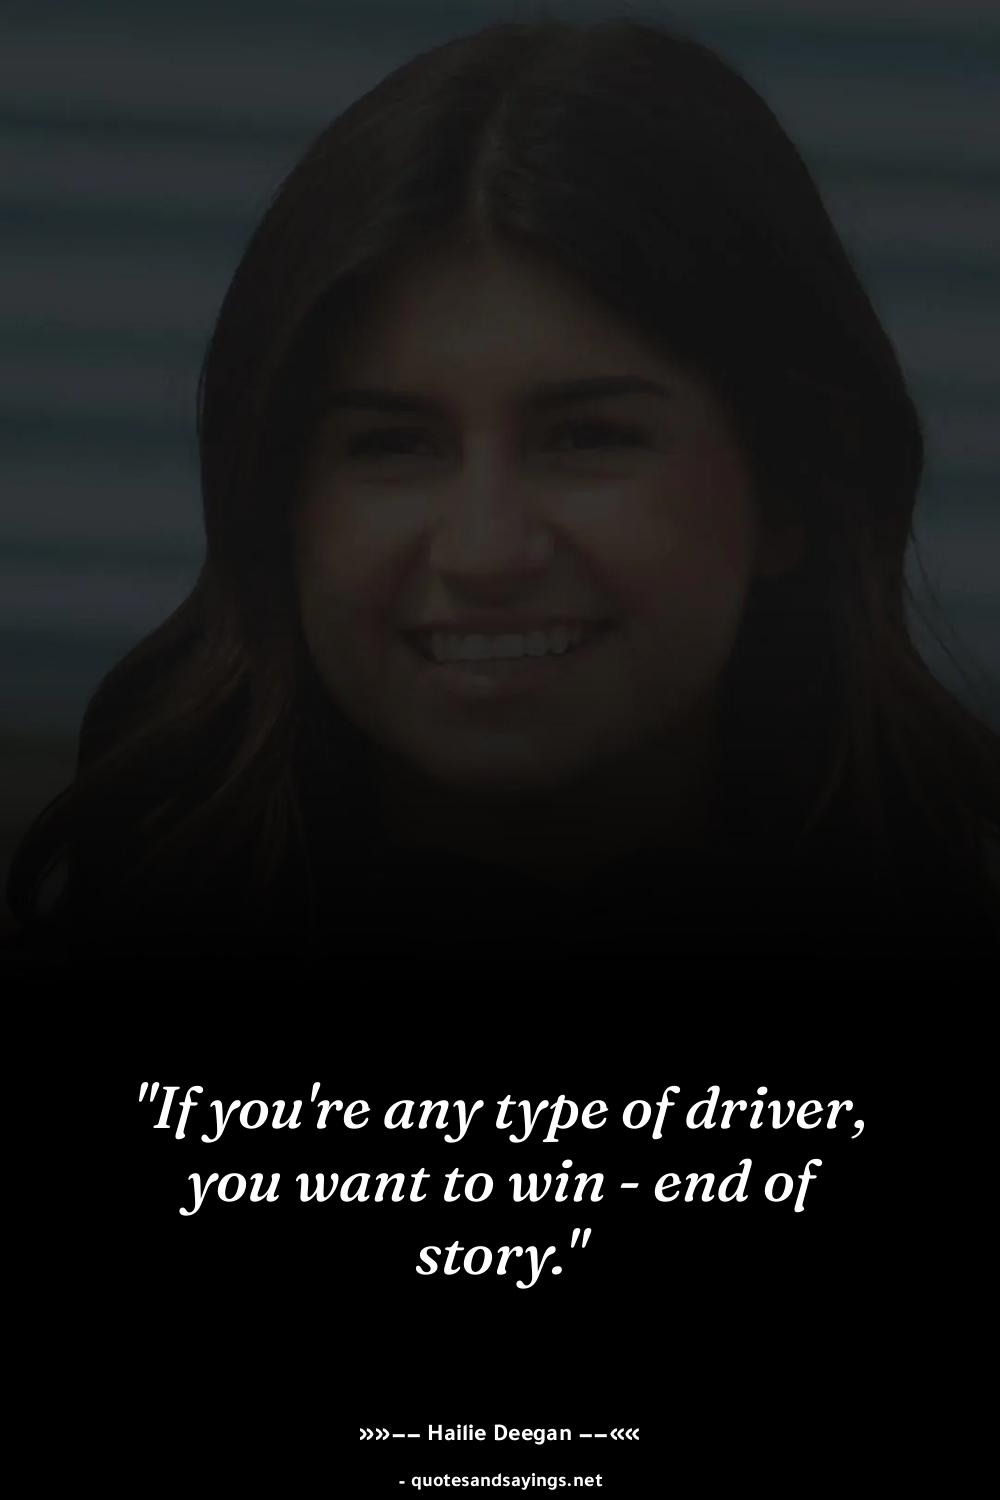 "If you're any type of driver,
you want to win - end of
story."
»»−− Hailie Deegan −−««
- quotesandsayings.net